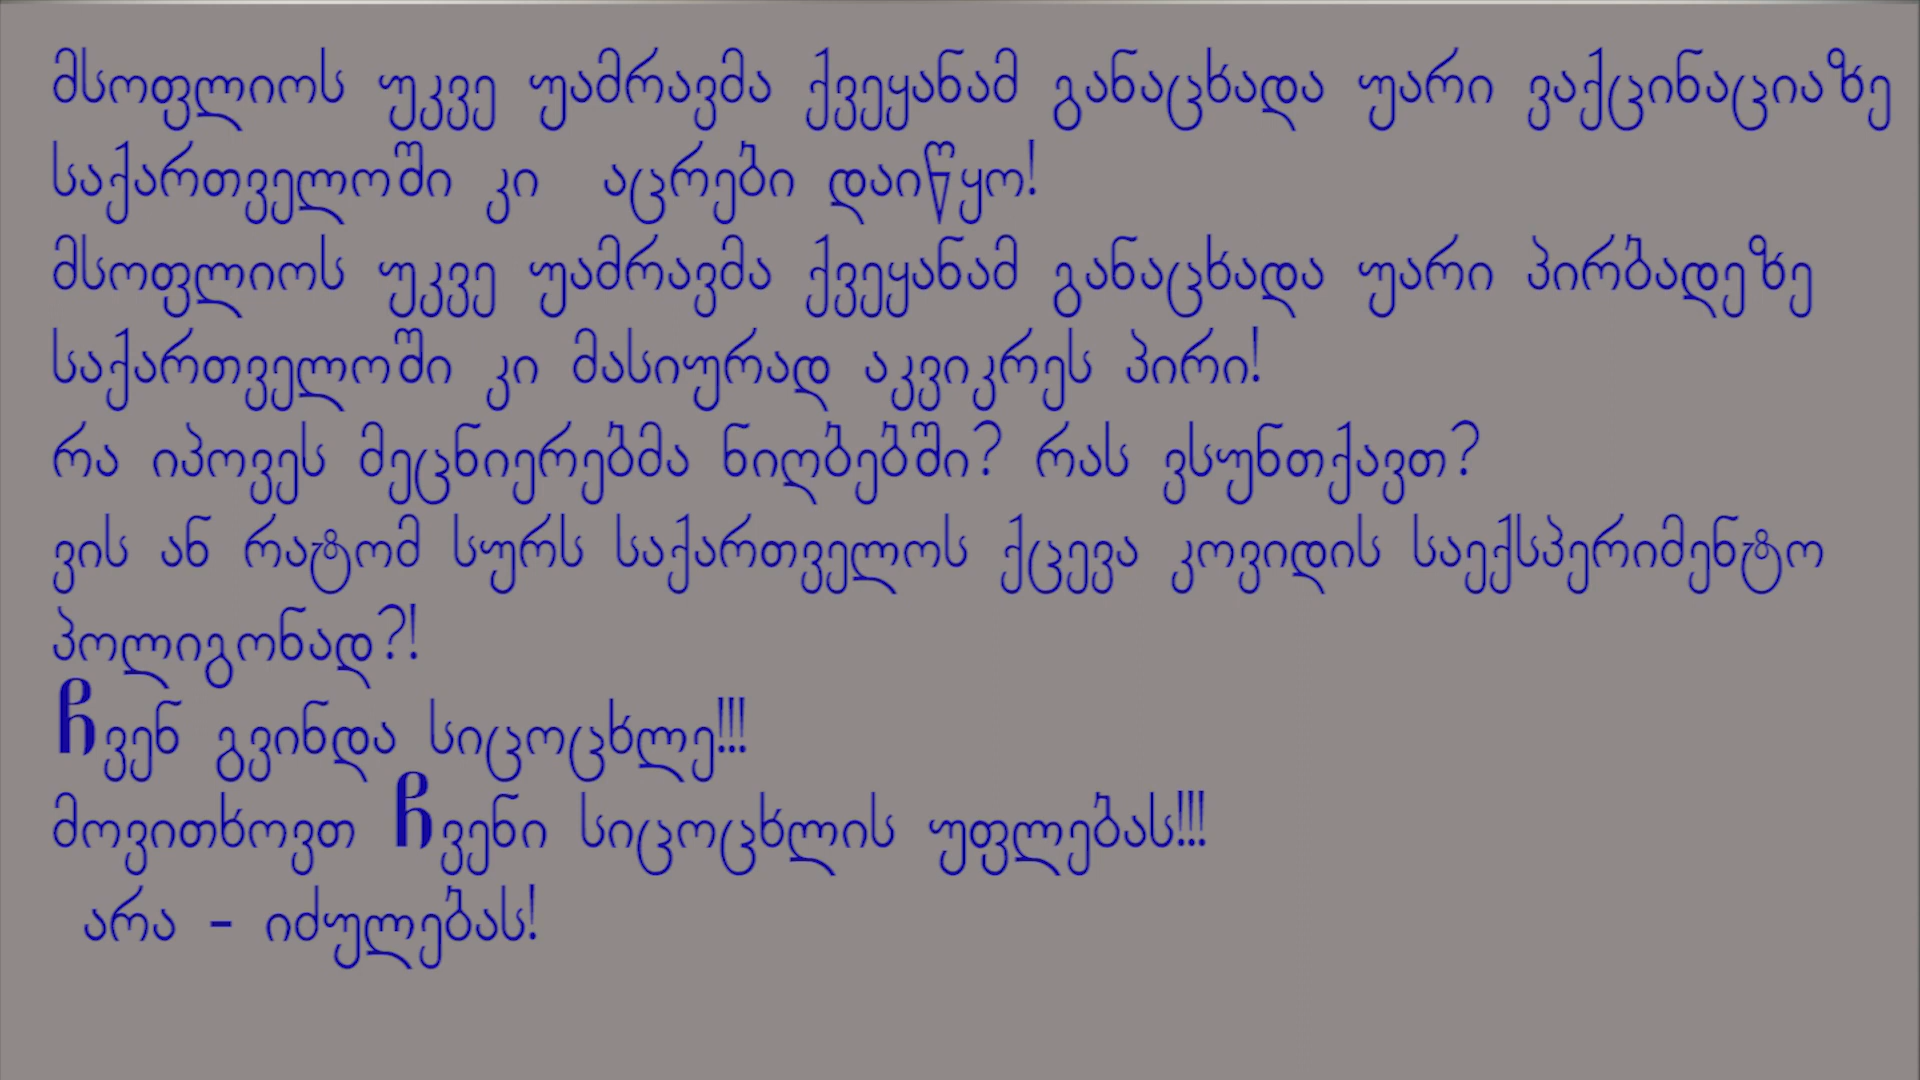 მსოფლიოს უკვე უამრავმა ქვეყანამ განაცხადა უარი ვაქცინაციაზე
საქართველოში კი აცრები დაიწყო!
მსოფლიოს უკვე უამრავმა ქვეყანამ განაცხადა უარი პირბადეზე
საქართველოში კი მასიურად აკვიკრეს პირი!
რა იპოვეს მეცნიერებმა ნიღბებში? რას ვსუნთქავთ?
ვის ან რატომ სურს საქართველოს ქცევა კოვიდის საექსპერიმენტო
პოლიგონად?!
ჩვენ გვინდა სიცოცხლე!!!
მოვითხოვთ ჩვენი სიცოცხლის უფლებას!!!
არა - იძულებას!